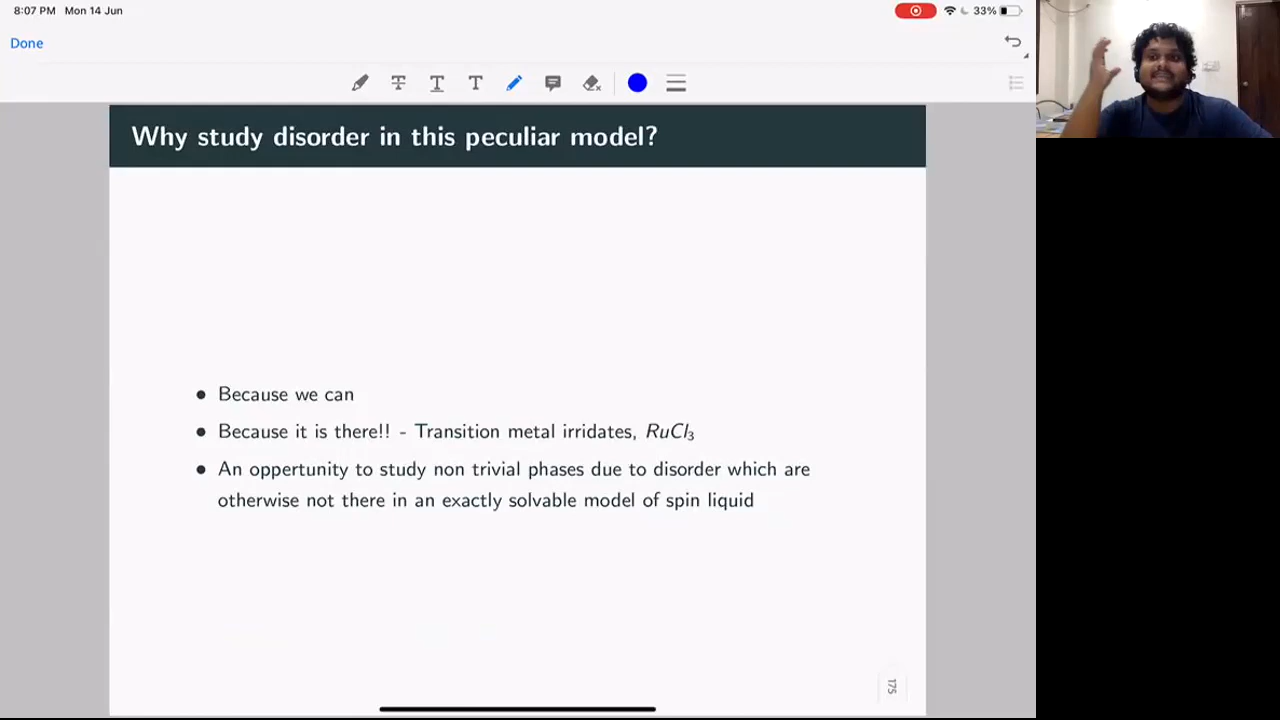 8:07 PM Mon 14 Jun
33%
Done
T T T
Why study disorder in this peculiar model?
• Because we can
• Because it is there!! - Transition metal irridates, RuCl₃
• An oppertunity to study non trivial phases due to disorder which are
otherwise not there in an exactly solvable model of spin liquid
175